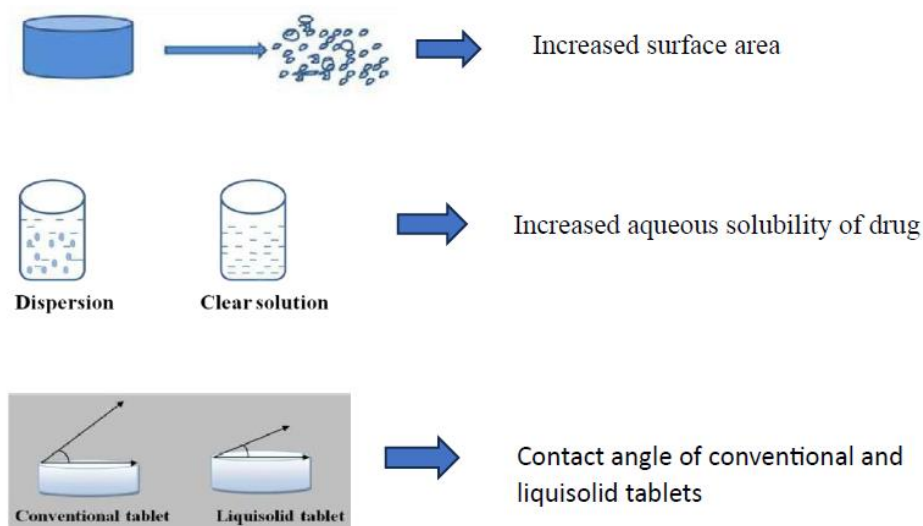 Increased surface area
Increased aqueous solubility of drug
Dispersion
Clear solution
Contact angle of conventional and
liquisolid tablets
Conventional tablet
Liquisolid tablet